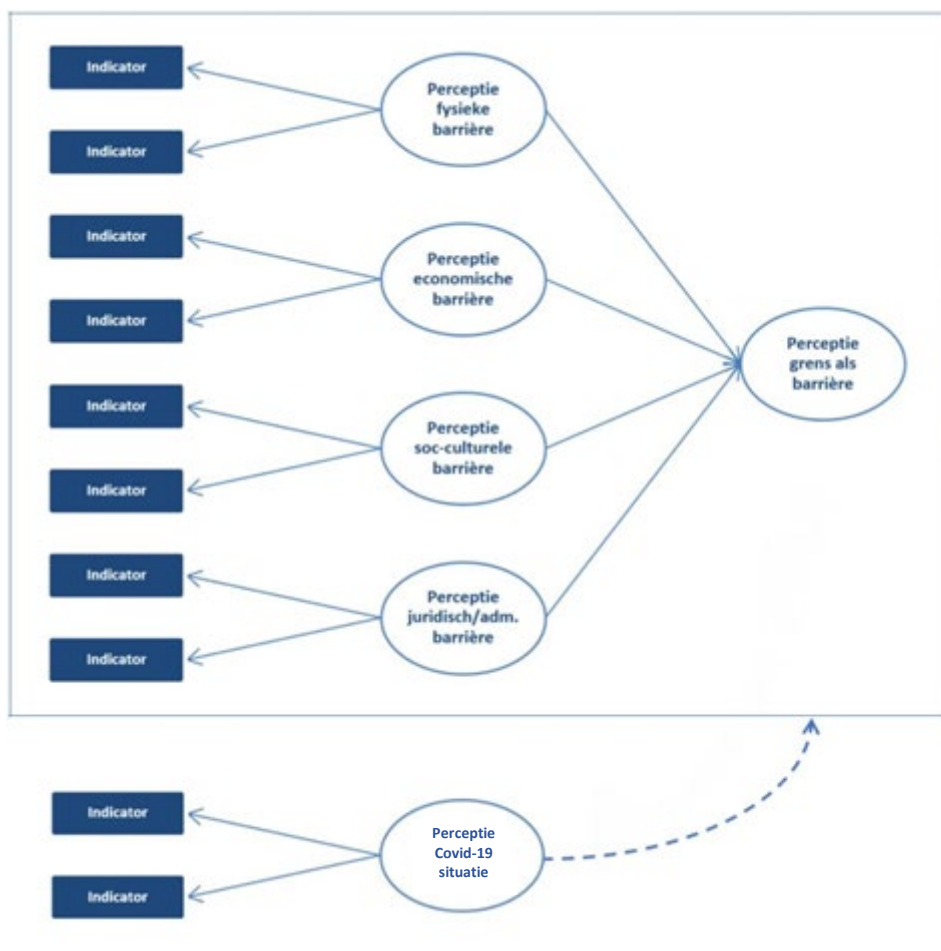 Indicator
Indicator
Perceptie
fysieke
barrière
Indicator
Indicator
Perceptie
economische
barrière
Indicator
Indicator
Perceptie
soc-culturele
barrière
Indicator
Indicator
Perceptie
juridisch/adm.
barrière
Perceptie
grens als
barrière
Indicator
Indicator
Perceptie
Covid-19
situatie